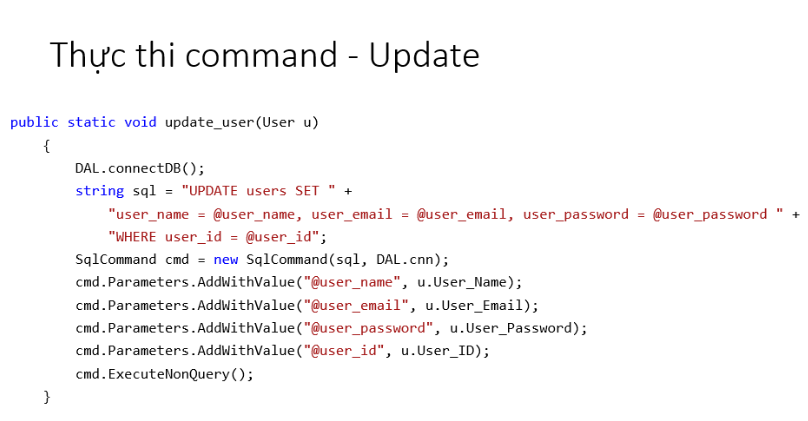 Thực thi command - Update
public static void update_user(User u)
{
DAL.connectDB();
string sql = "UPDATE users SET " +
"user_name = @user_name, user_email = @user_email, user_password = @user_password " +
"WHERE user_id = @user_id";
SqlCommand cmd = new SqlCommand(sql, DAL.cnn);
cmd.Parameters.AddWithValue("@user_name", u.User_Name);
cmd.Parameters.AddWithValue("@user_email", u.User_Email);
cmd.Parameters.AddWithValue("@user_password", u.User_Password);
cmd.Parameters.AddWithValue("@user_id", u.User_ID);
cmd.ExecuteNonQuery();
}